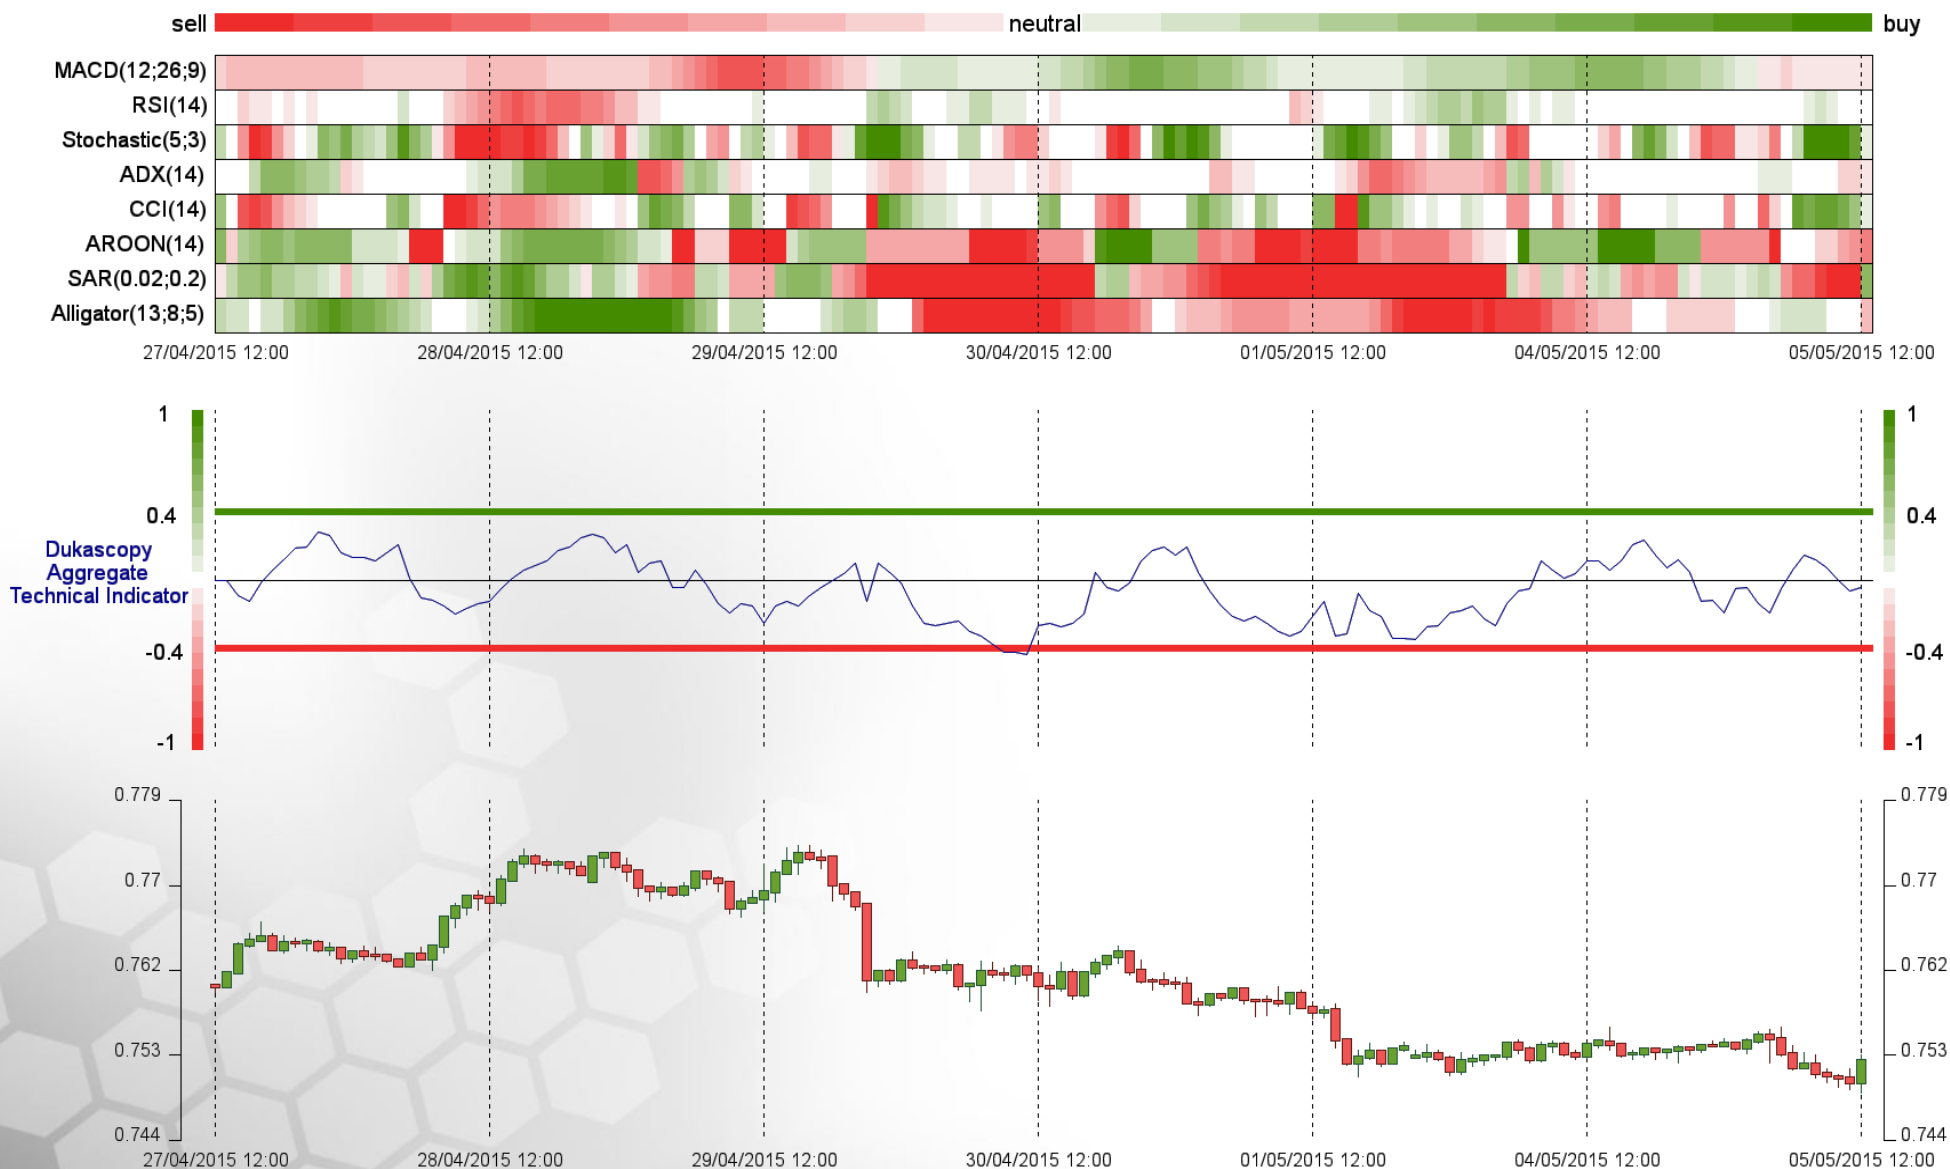 sell neutral buy
MACD(12;26;9)
RSI(14)
Stochastic(5;3)
ADX(14)
CCI(14)
AROON(14)
SAR(0.02;0.2)
Alligator(13;8;5)
27/04/2015 12:00 28/04/2015 12:00 29/04/2015 12:00 30/04/2015 12:00 01/05/2015 12:00 04/05/2015 12:00 05/05/2015 12:00
1 1
0.4 0.4
Dukascopy
Aggregate
Technical Indicator
-0.4 -0.4
-1 -1
0.779 0.779
0.77 0.77
0.762 0.762
0.753 0.753
0.744 0.744
27/04/2015 12:00 28/04/2015 12:00 29/04/2015 12:00 30/04/2015 12:00 01/05/2015 12:00 04/05/2015 12:00 05/05/2015 12:00